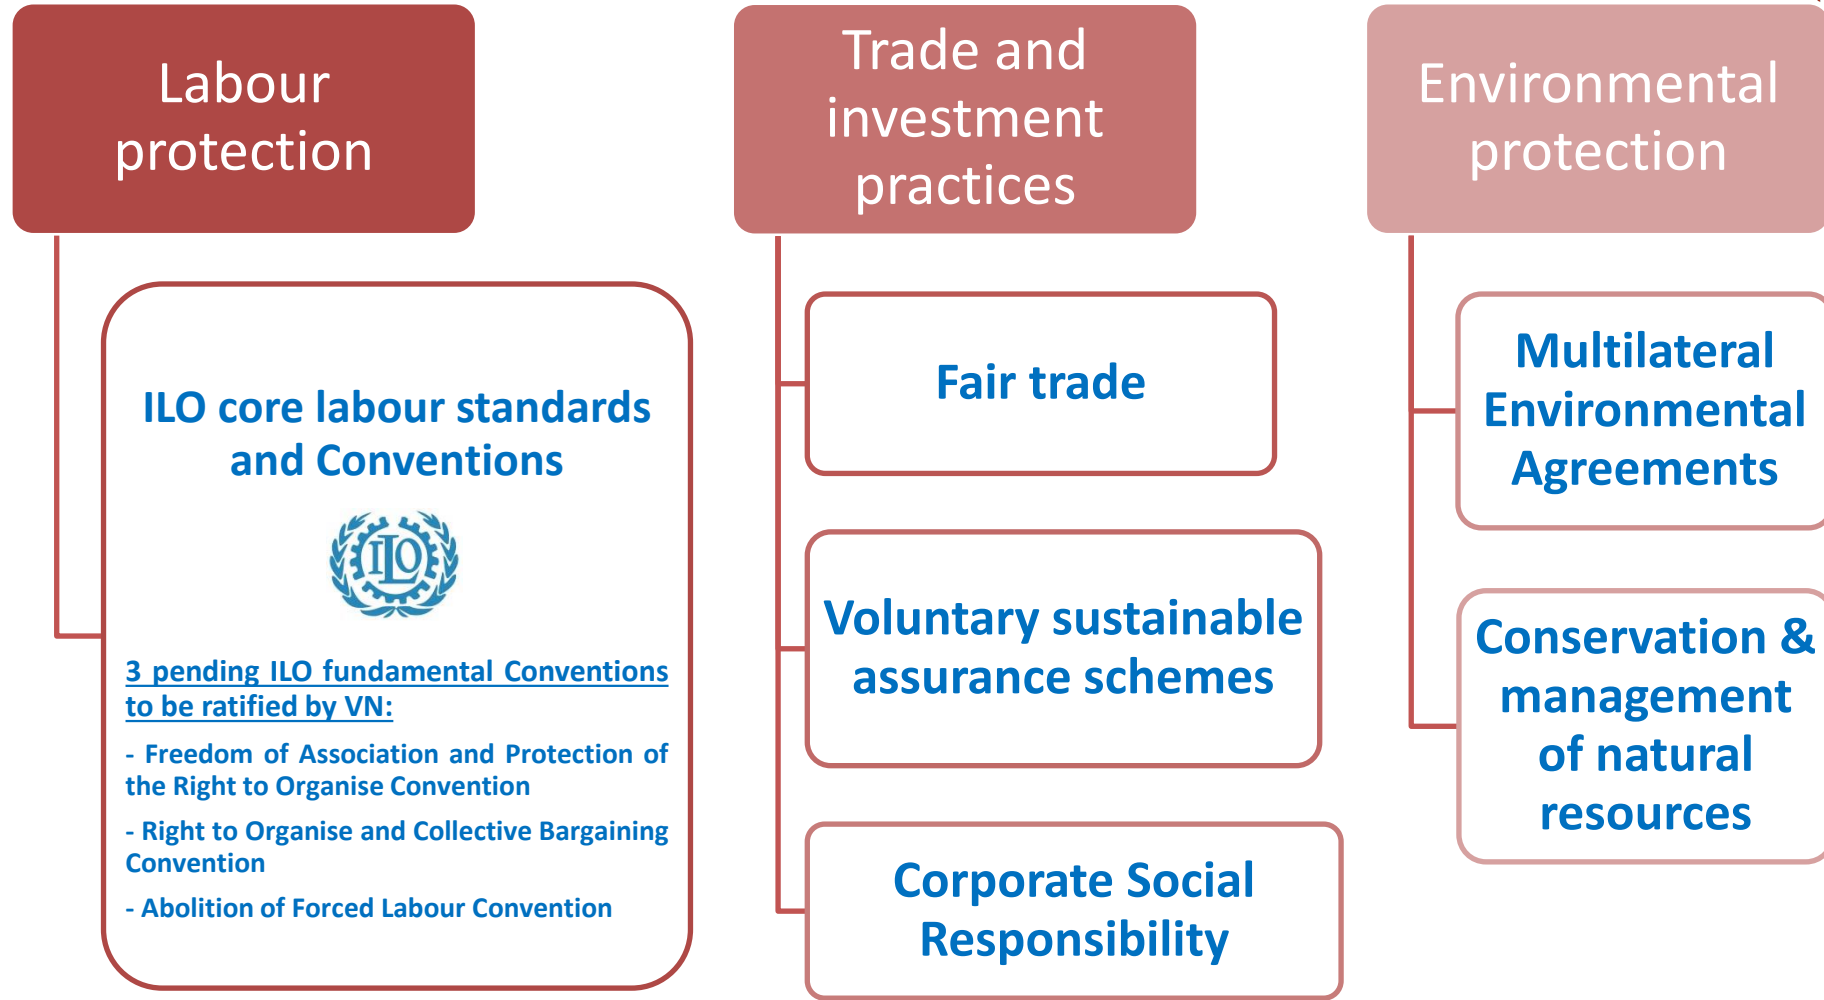 Labour
protection
ILO core labour standards
and Conventions
ILO
3 pending ILO fundamental Conventions
to be ratified by VN:
- Freedom of Association and Protection of
the Right to Organise Convention
- Right to Organise and Collective Bargaining
Convention
- Abolition of Forced Labour Convention
Trade and
investment
practices
Fair trade
Voluntary sustainable
assurance schemes
Corporate Social
Responsibility
Environmental
protection
Multilateral
Environmental
Agreements
Conservation &
management
of natural
resources